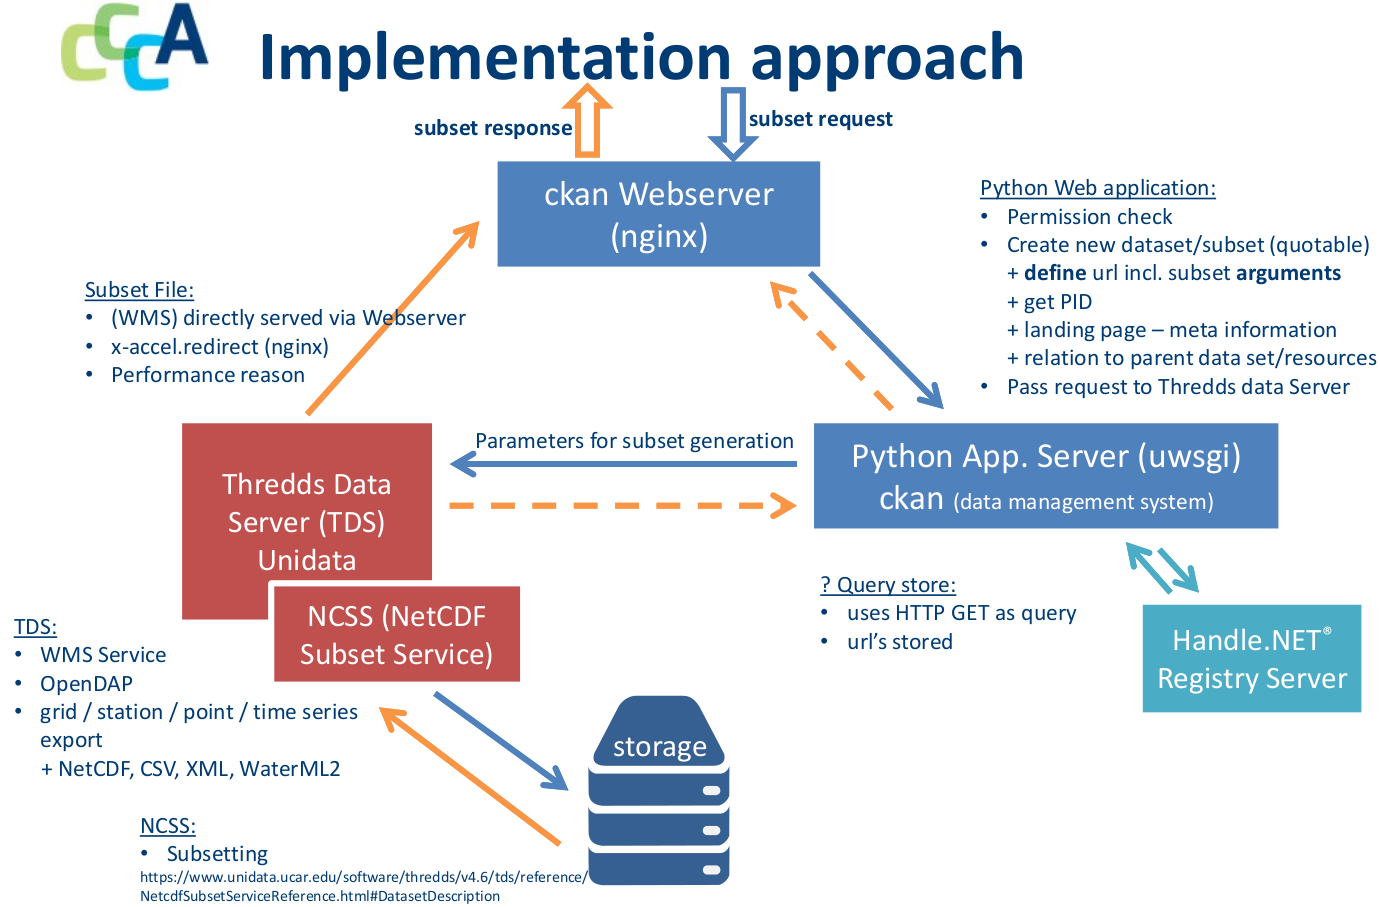 CCCA
Implementation approach
subset response
subset request
ckan Webserver
(nginx)
Python Web application:
• Permission check
• Create new dataset/subset (quotable)
+ define url incl. subset arguments
+ get PID
+ landing page – meta information
+ relation to parent data set/resources
• Pass request to Thredds data Server
Subset File:
• (WMS) directly served via Webserver
• x-accel.redirect (nginx)
• Performance reason
Parameters for subset generation
Thredds Data
Server (TDS)
Unidata
Python App. Server (uwsgi)
ckan (data management system)
NCSS (NetCDF
Subset Service)
? Query store:
• uses HTTP GET as query
• url’s stored
Handle.NET®
Registry Server
TDS:
• WMS Service
• OpenDAP
• grid / station / point / time series
export
+ NetCDF, CSV, XML, WaterML2
storage
NCSS:
• Subsetting
https://www.unidata.ucar.edu/software/thredds/v4.6/tds/reference/
NetcdfSubsetServiceReference.html#DatasetDescription